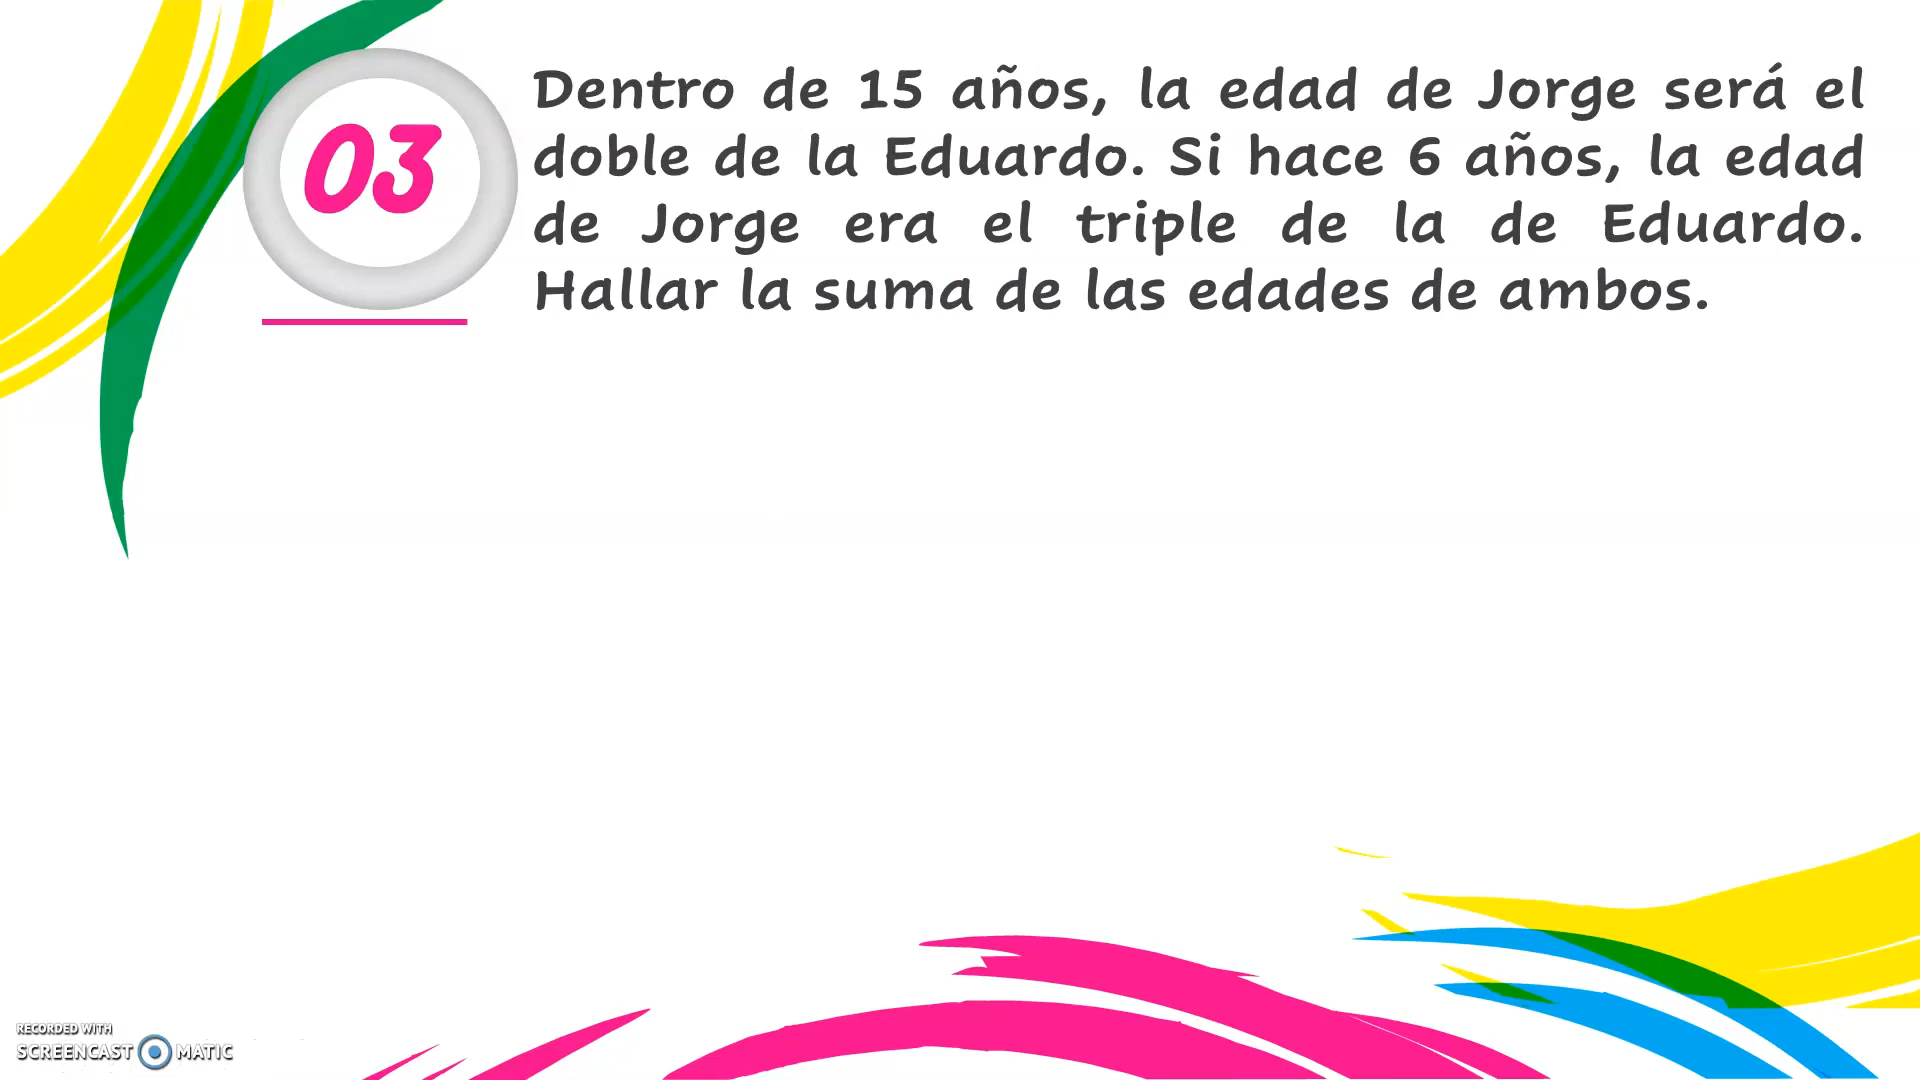 03
Dentro de 15 años, la edad de Jorge será el
doble de la Eduardo. Si hace 6 años, la edad
de Jorge era el triple de la de Eduardo.
Hallar la suma de las edades de ambos.
RECORDED WITH
SCREENCAST MATIC